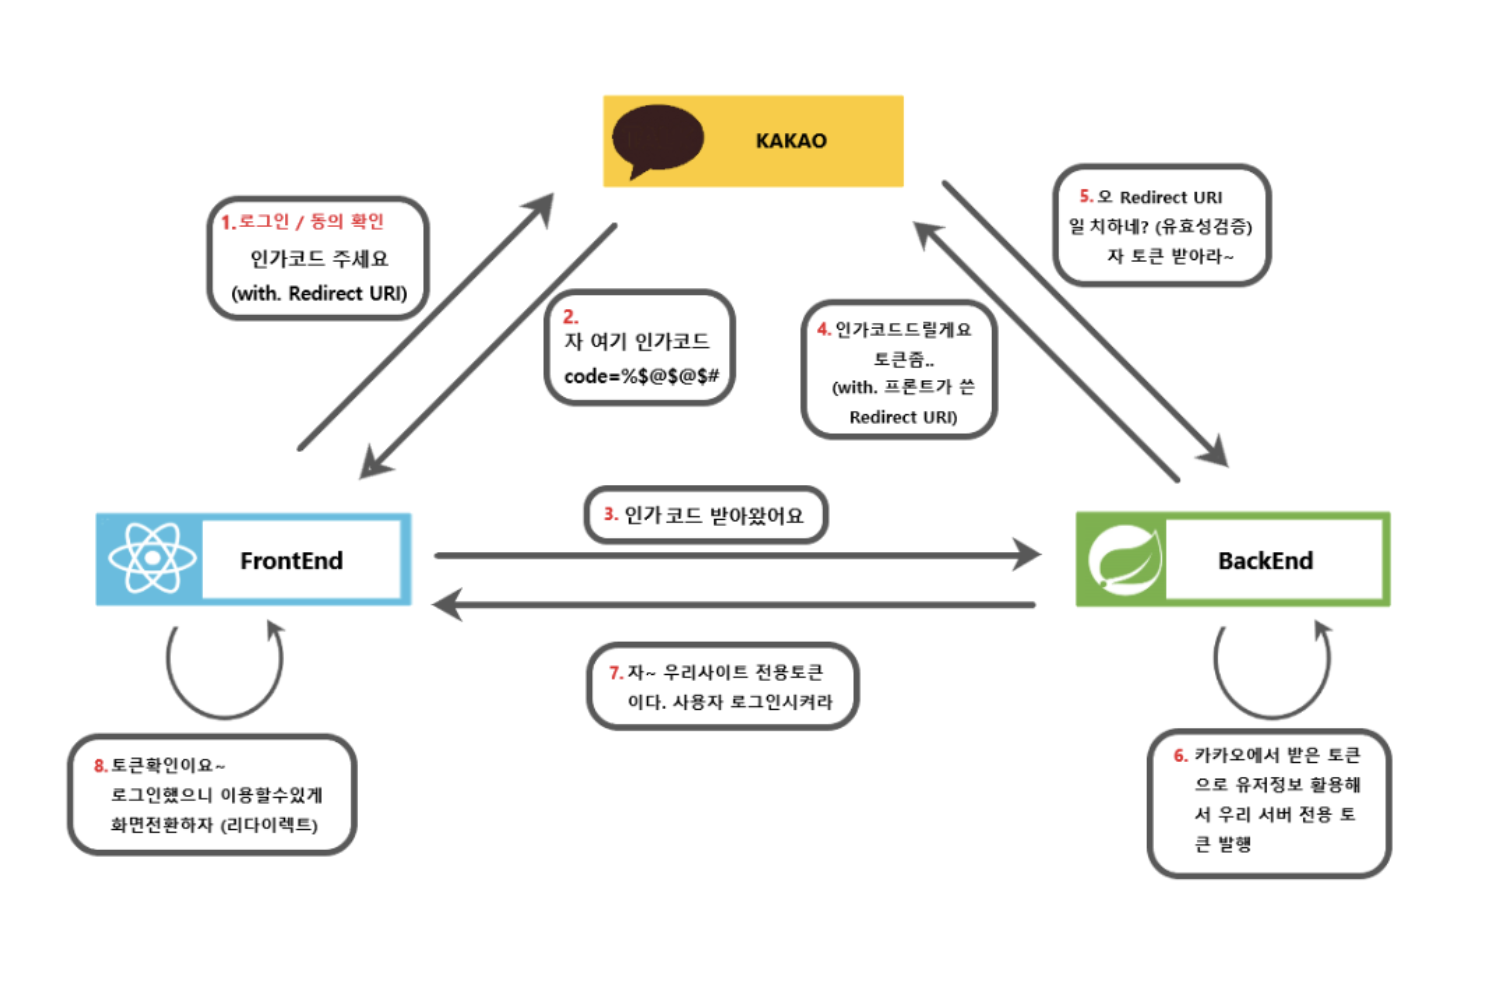 KAKAO
1.로그인 / 동의 확인
인가코드 주세요
(with. Redirect URI)
2.
자 여기 인가코드
code=%$@$@$#
5. 오 Redirect URI
일 치하네? (유효성검증)
자 토큰 받아라~
4. 인가코드드릴게요
토큰좀..
(with. 프론트가 쓴
Redirect URI)
3. 인가 코드 받아왔어요
FrontEnd
BackEnd
7. 자~ 우리사이트 전용토큰
이다. 사용자 로그인시켜라
8. 토큰확인이요~
로그인했으니 이용할수있게
화면전환하자 (리다이렉트)
6. 카카오에서 받은 토큰
으로 유저정보 활용해
서 우리 서버 전용 토
큰 발행